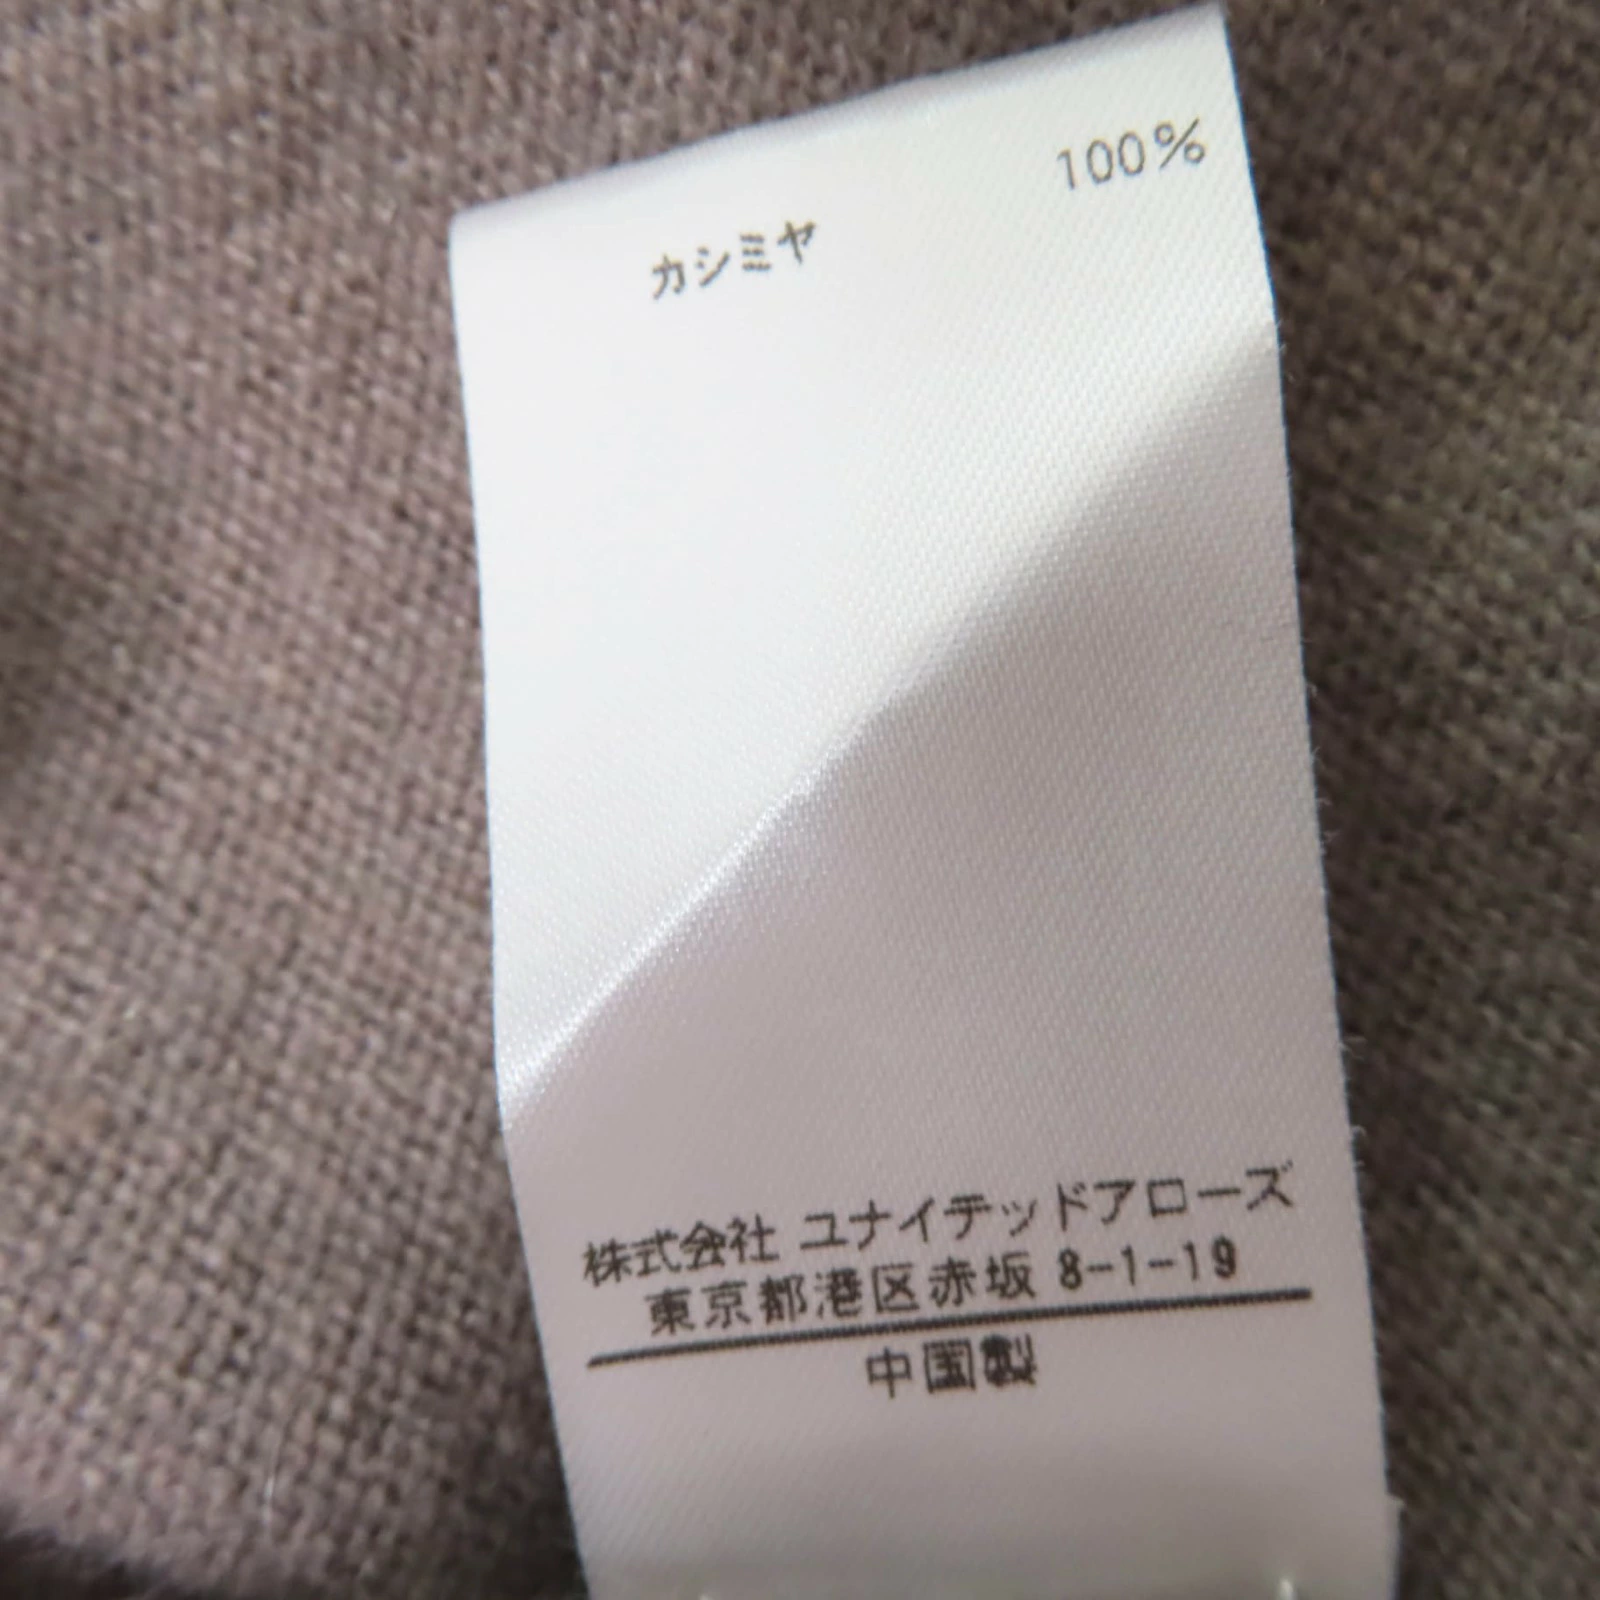 カシミヤ 100%
株式会社 ユナイテッドアローズ
東京都港区赤坂 8-1-19
中国製